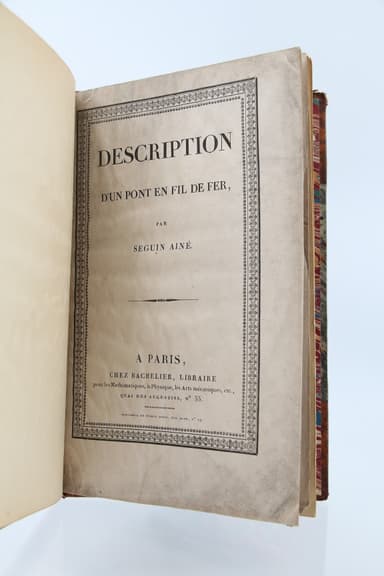 DESCRIPTION
D'UN PONT EN FIL DE FER,
PAR
SEGUIN AINÉ.
A PARIS,
CHEZ BACHELIER, LIBRAIRE
pour les Mathématiques, la Physique, les Arts mécaniques, etc.,
QUAI DES AUGUSTINS, nº 55.